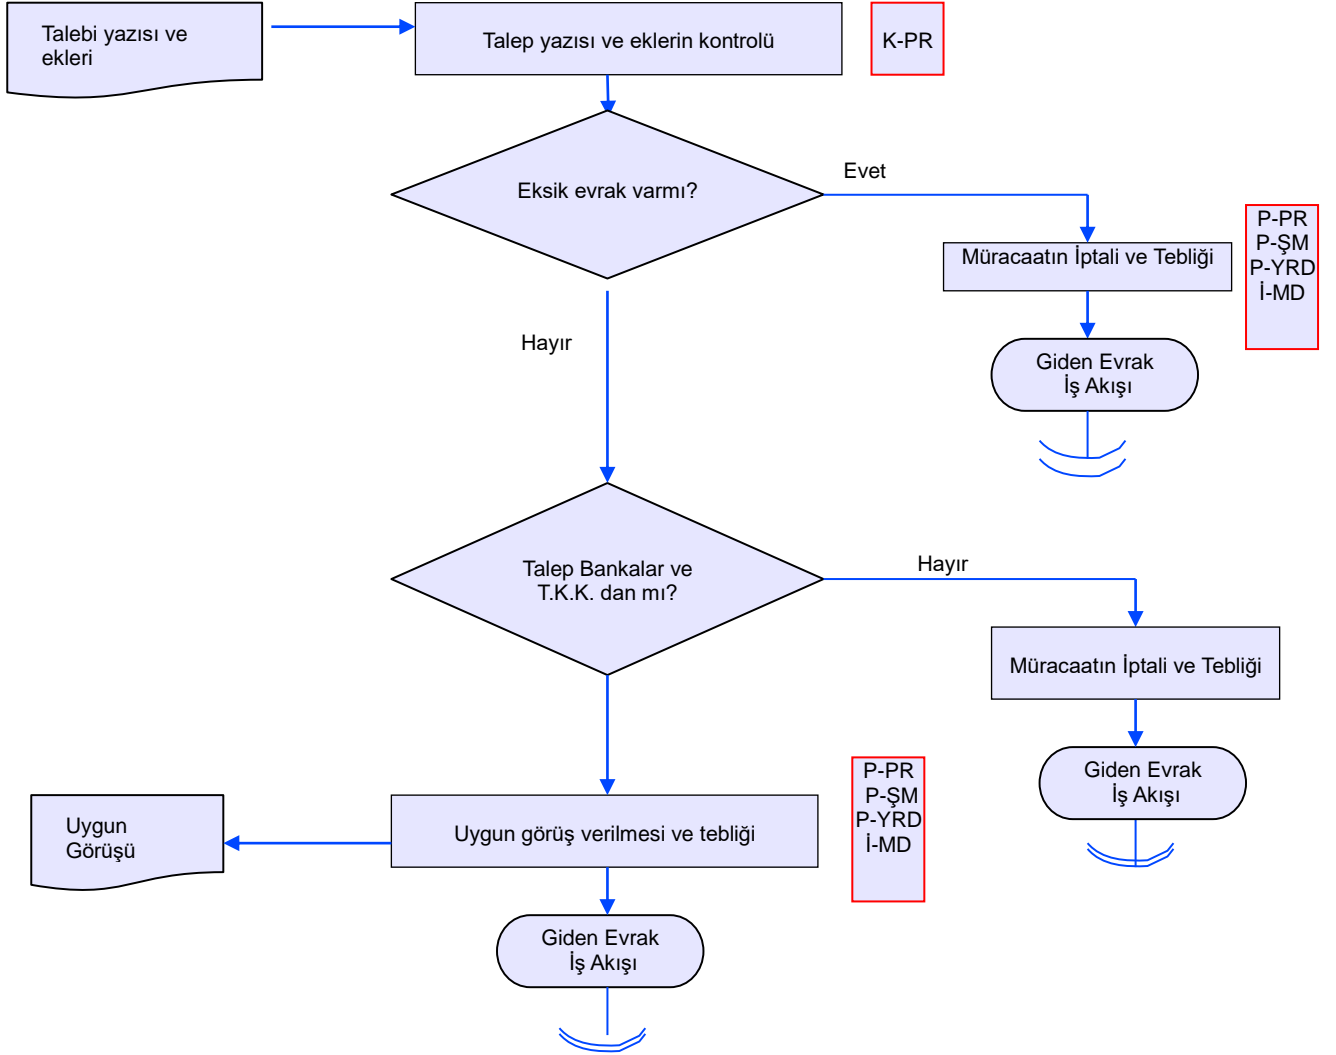 Talebi yazısı ve
ekleri
Talep yazısı ve eklerin kontrolü
K-PR
Eksik evrak varmı?
Evet
P-PR
P-ŞM
P-YRD
İ-MD
Müracaatın İptali ve Tebliği
Hayır
Giden Evrak
İş Akışı
Talep Bankalar ve
T.K.K. dan mı?
Hayır
Müracaatın İptali ve Tebliği
Giden Evrak
İş Akışı
P-PR
P-ŞM
P-YRD
İ-MD
Uygun görüş verilmesi ve tebliği
Uygun
Görüşü
Giden Evrak
İş Akışı